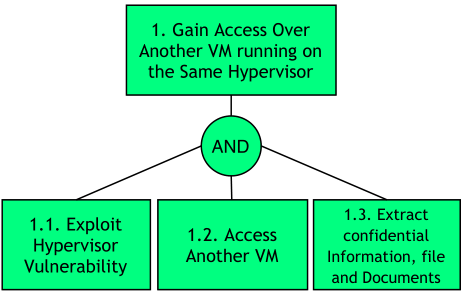 1. Gain Access Over
Another VM running on
the Same Hypervisor
AND
1.1. Exploit
Hypervisor
Vulnerability
1.2. Access
Another VM
1.3. Extract
confidential
Information, file
and Documents